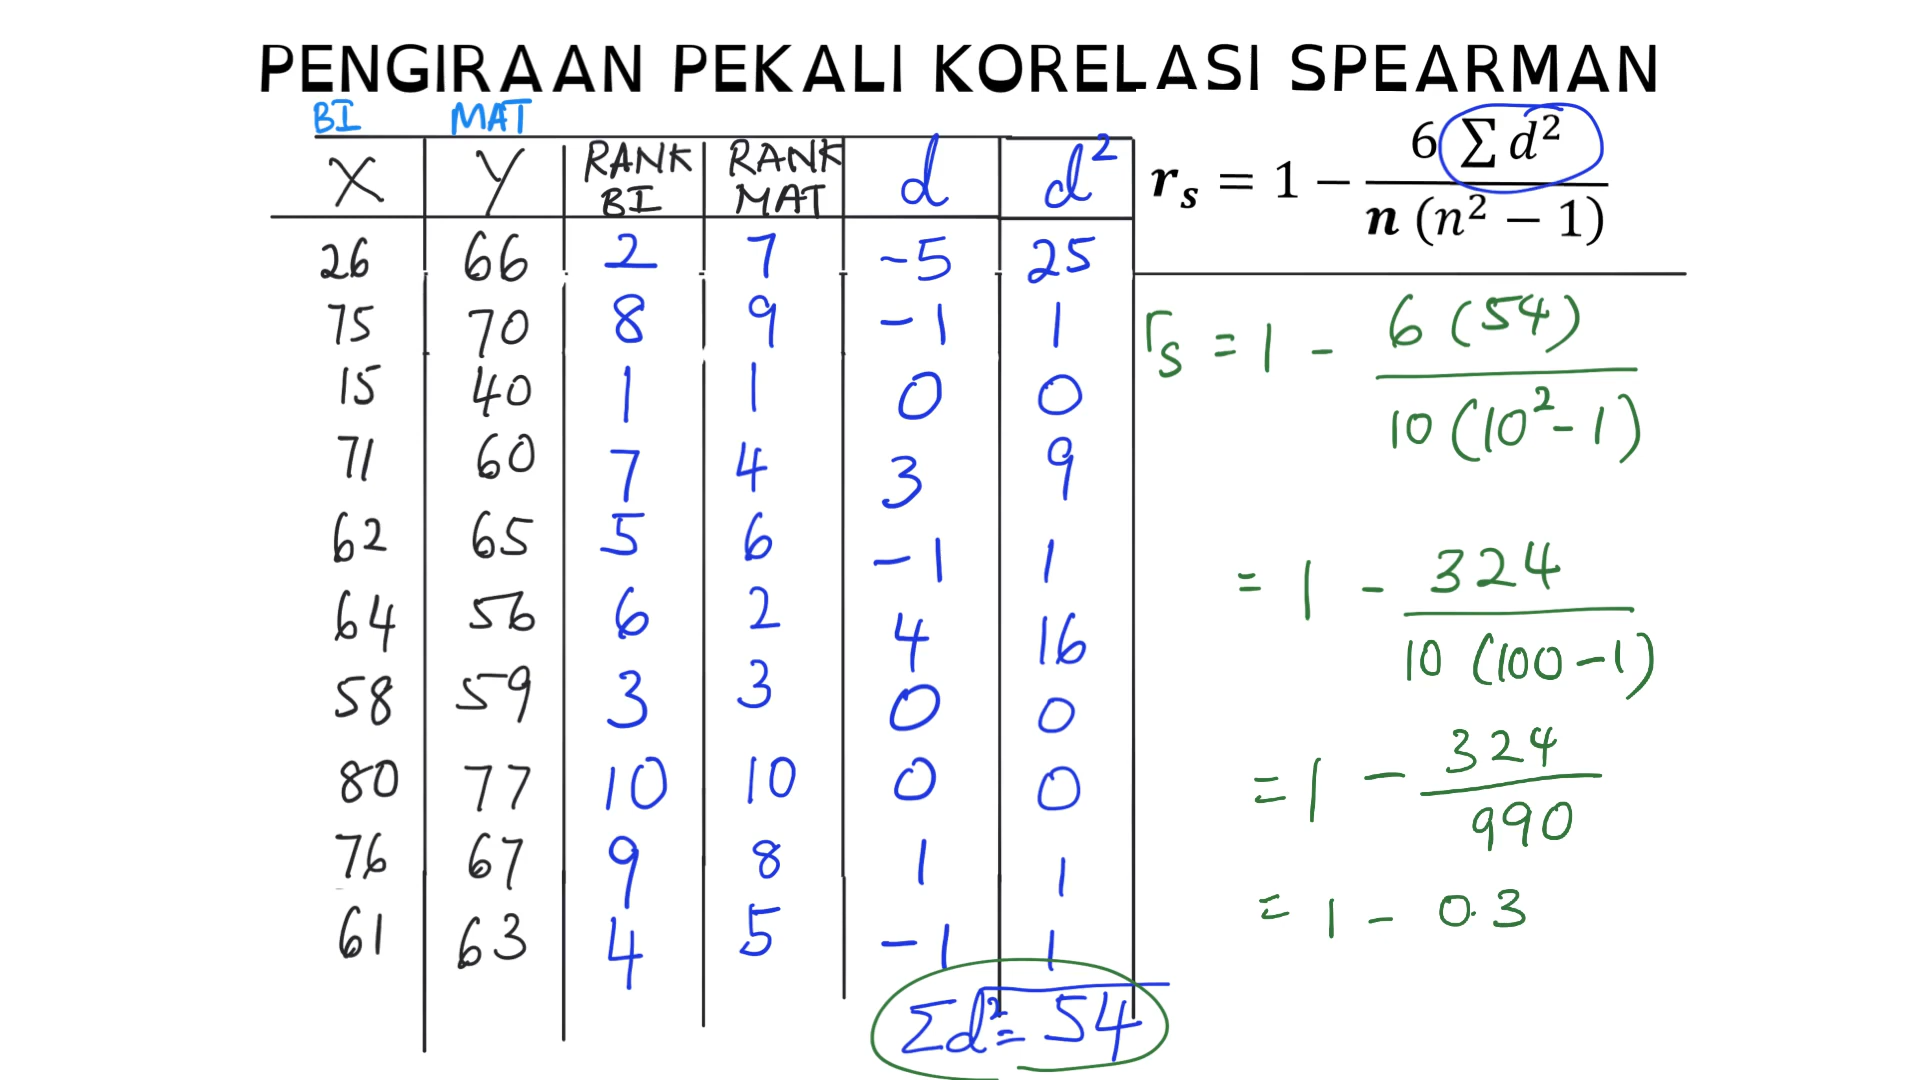 PENGIRAAN PEKALI KORELASI SPEARMAN
BI MAT
X Y RANK BI RANK MAT d d²
26 66 2 7 -5 25
75 70 8 9 -1 1
15 40 1 1 0 0
71 60 7 4 3 9
62 65 5 6 -1 1
64 56 6 2 4 16
58 59 3 3 0 0
80 77 10 10 0 0
76 67 9 8 1 1
61 63 4 5 -1 1
Σd² = 54
r_s = 1 − 6 Σ d² / n (n² − 1)
r_s = 1 - 6 (54) / 10 (10² - 1)
= 1 - 324 / 10 (100 - 1)
= 1 - 324 / 990
= 1 - 0.3